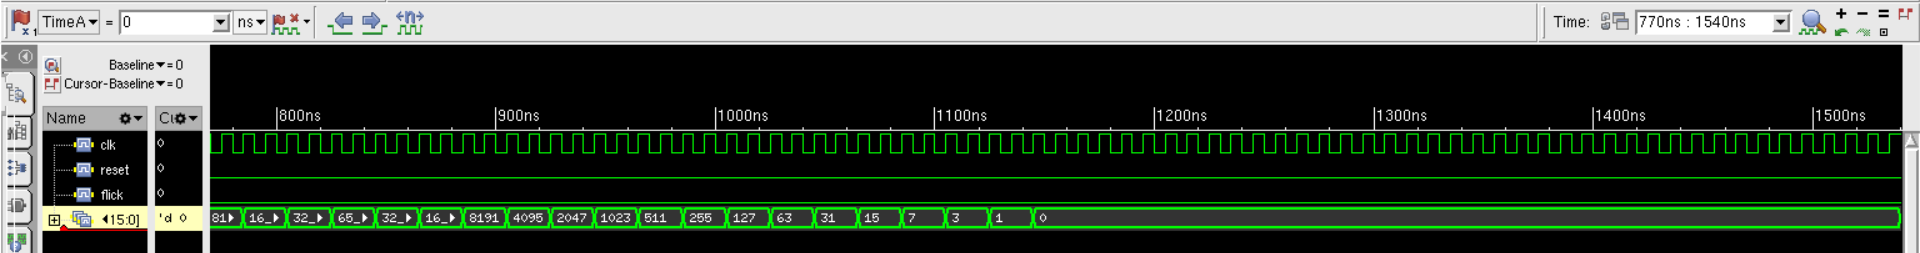 TimeA = 0 ns Time: 770ns : 1540ns
Baseline = 0
Cursor-Baseline = 0
Name 800ns 900ns 1000ns 1100ns 1200ns 1300ns 1400ns 1500ns
clk 0
reset 0
flick 0
15:0] 'd 0 81 16_ 32_ 65_ 32_ 16_ 8191 4095 2047 1023 511 255 127 63 31 15 7 3 1 0